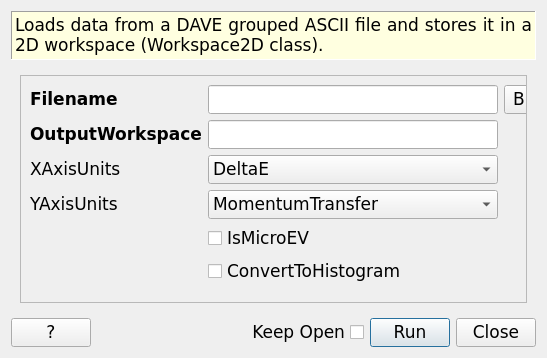 Loads data from a DAVE grouped ASCII file and stores it in a
2D workspace (Workspace2D class).
Filename
B
OutputWorkspace
XAxisUnits
DeltaE
YAxisUnits
MomentumTransfer
IsMicroEV
ConvertToHistogram
?
Keep Open
Run
Close